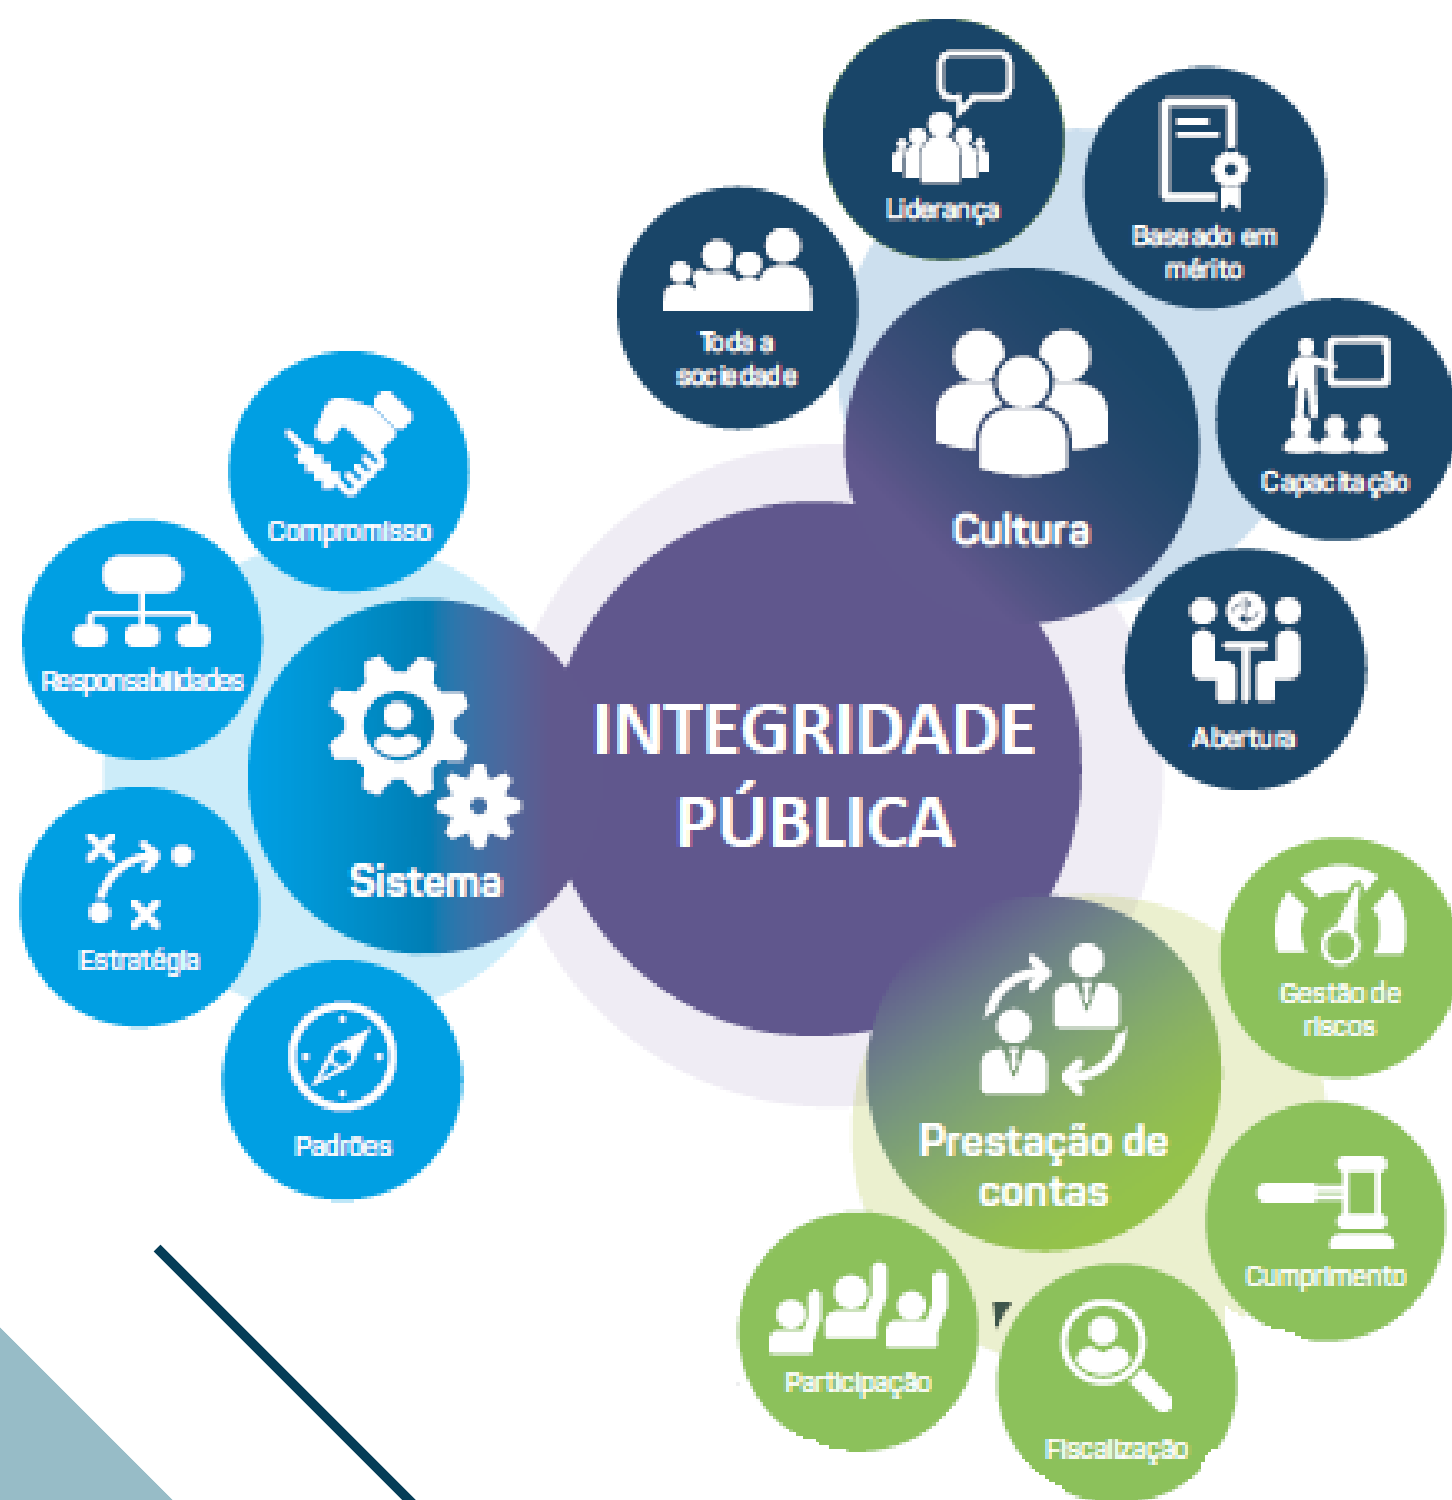 Liderança
Baseado em
mérito
Toda a
sociedade
Capacitação
Cultura
Abertura
Compromisso
Responsabilidades
Sistema
Estratégia
Padrões
INTEGRIDADE
PÚBLICA
Gestão de
riscos
Prestação de
contas
Cumprimento
Participação
Fiscalização